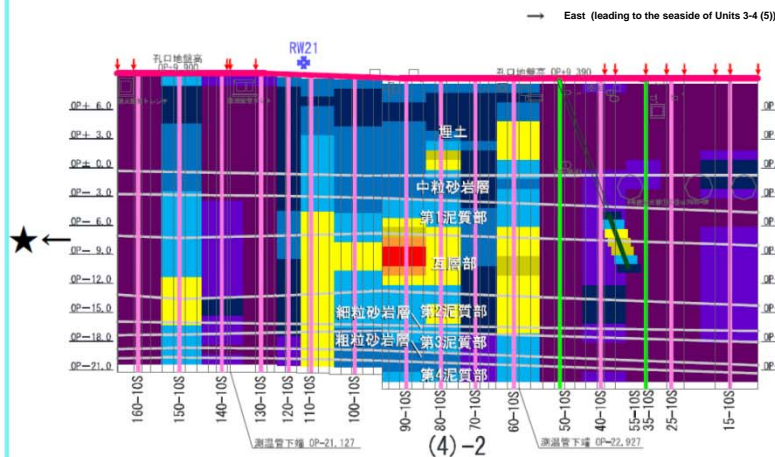 → East (leading to the seaside of Units 3-4 (5))
RW21
孔口地盤高
OP+9,900
孔口地盤高 OP+9,390
OP+ 6.0
OP+ 3.0
OP± 0.0
OP− 3.0
OP− 6.0
OP− 9.0
OP−12.0
OP−15.0
OP−18.0
OP−21.0
埋土
中粒砂岩層
第1泥質部
互層部
細粒砂岩層
第2泥質部
粗粒砂岩層
第3泥質部
第4泥質部
★←
160-10S
150-10S
140-10S
130-10S
120-10S
110-10S
100-10S
90-10S
80-10S
70-10S
60-10S
50-10S
40-10S
55-10S
35-10S
25-10S
15-10S
測温管下端 OP-21,127
(4)-2
測温管下端 OP-22,927